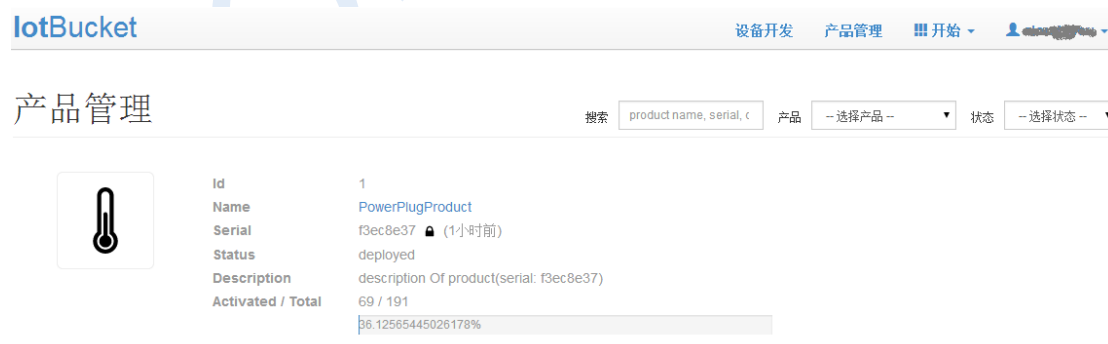 IotBucket 设备开发 产品管理 开始
产品管理
搜索 product name, serial, 产品 -- 选择产品 -- 状态 -- 选择状态 --
Id 1
Name PowerPlugProduct
Serial f3ec8e37 (1小时前)
Status deployed
Description description Of product(serial: f3ec8e37)
Activated / Total 69 / 191
36.12565445026178%